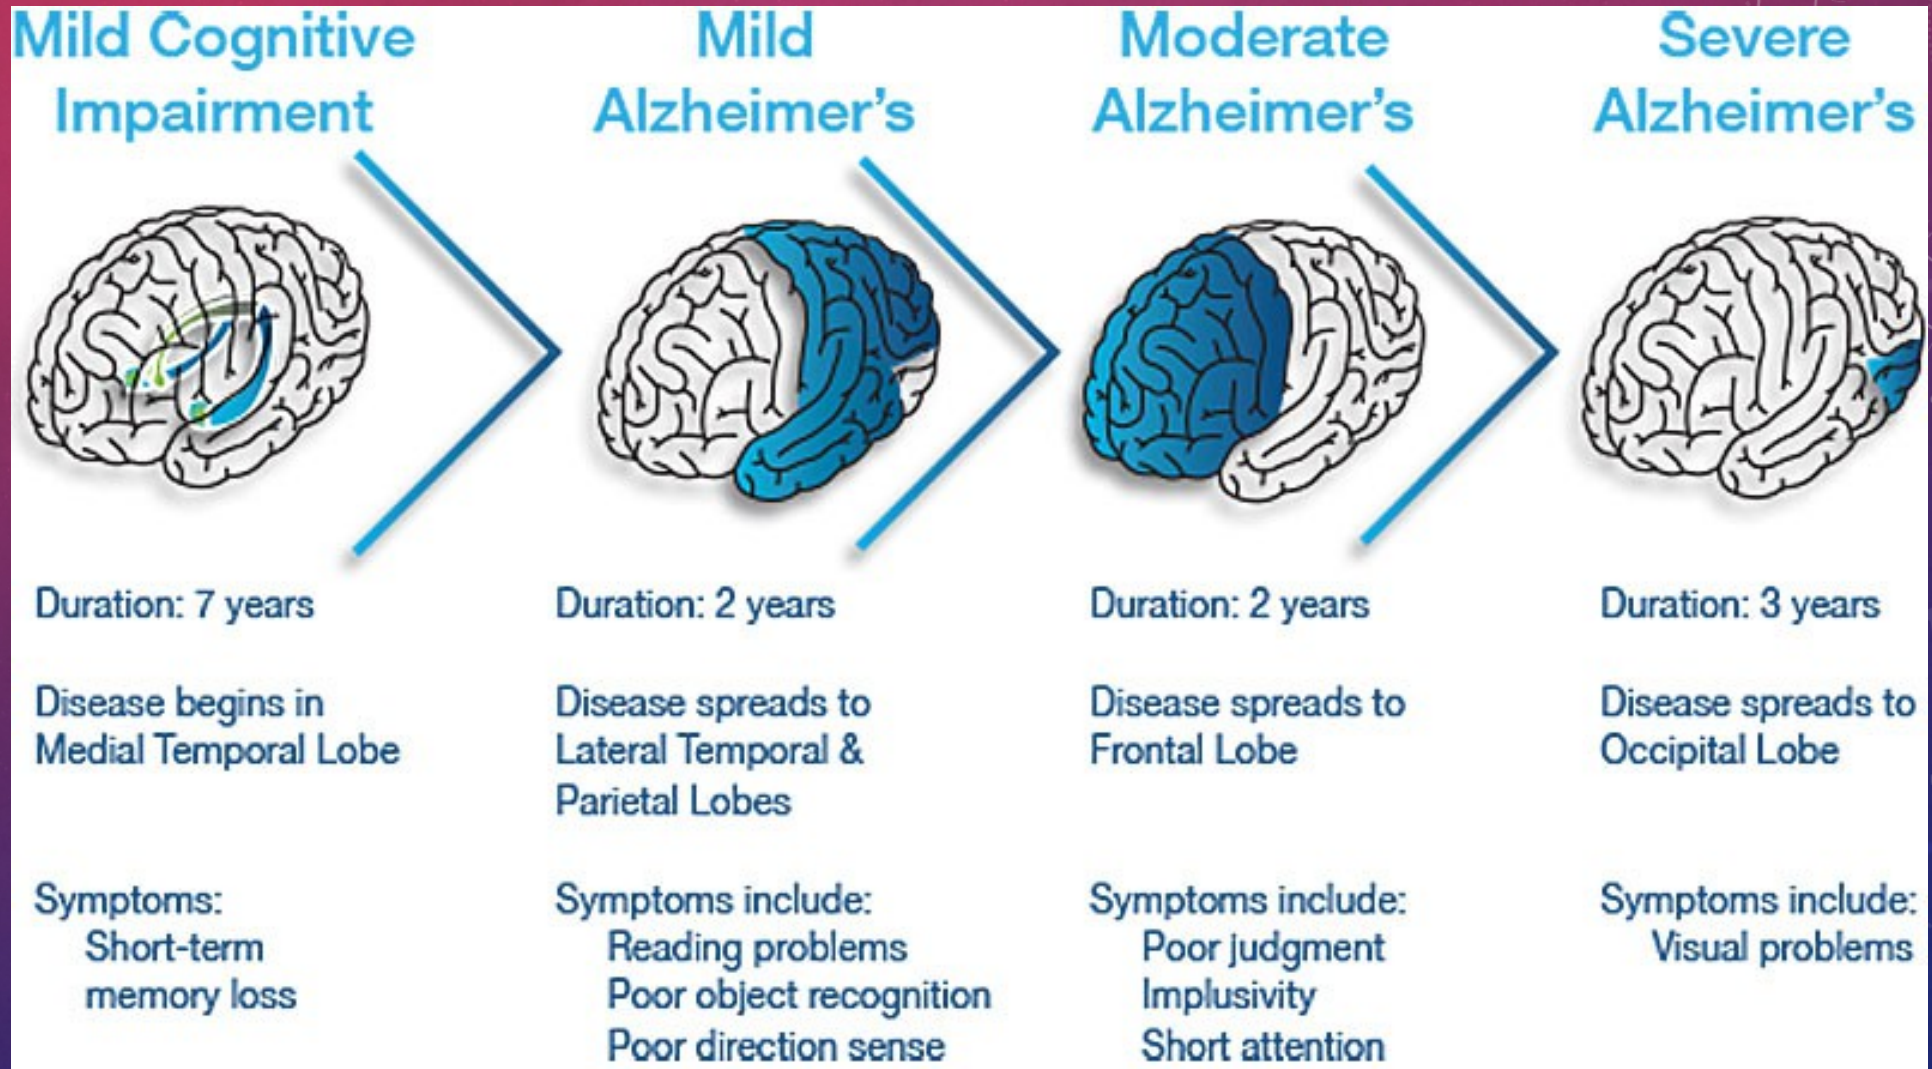 Mild Cognitive
Impairment
Duration: 7 years
Disease begins in
Medial Temporal Lobe
Symptoms:
Short-term
memory loss
Mild
Alzheimer's
Duration: 2 years
Disease spreads to
Lateral Temporal &
Parietal Lobes
Symptoms include:
Reading problems
Poor object recognition
Poor direction sense
Moderate
Alzheimer's
Duration: 2 years
Disease spreads to
Frontal Lobe
Symptoms include:
Poor judgment
Implusivity
Short attention
Severe
Alzheimer's
Duration: 3 years
Disease spreads to
Occipital Lobe
Symptoms include:
Visual problems